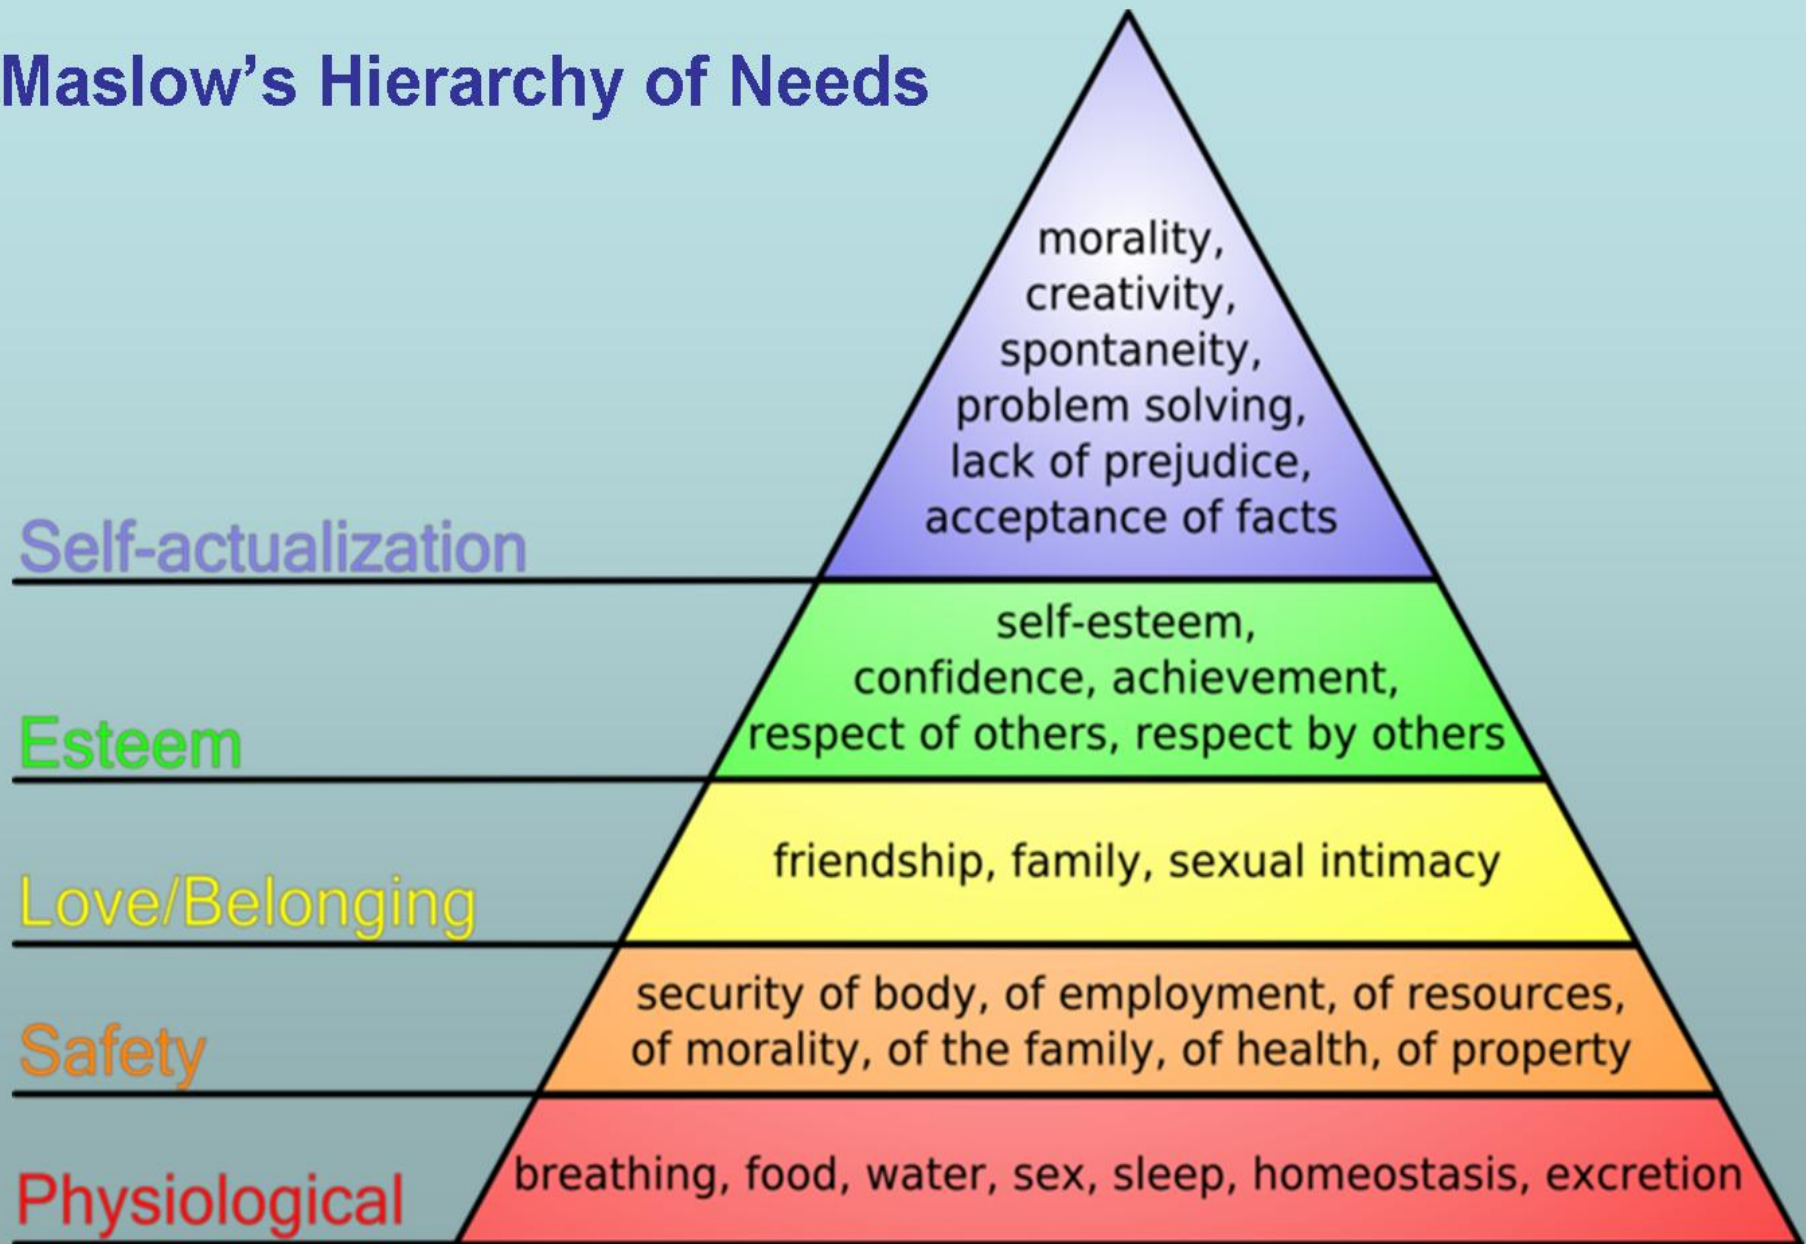 Maslow’s Hierarchy of Needs
morality,
creativity,
spontaneity,
problem solving,
lack of prejudice,
acceptance of facts
Self-actualization
self-esteem,
confidence, achievement,
respect of others, respect by others
Esteem
friendship, family, sexual intimacy
Love/Belonging
security of body, of employment, of resources,
of morality, of the family, of health, of property
Safety
breathing, food, water, sex, sleep, homeostasis, excretion
Physiological